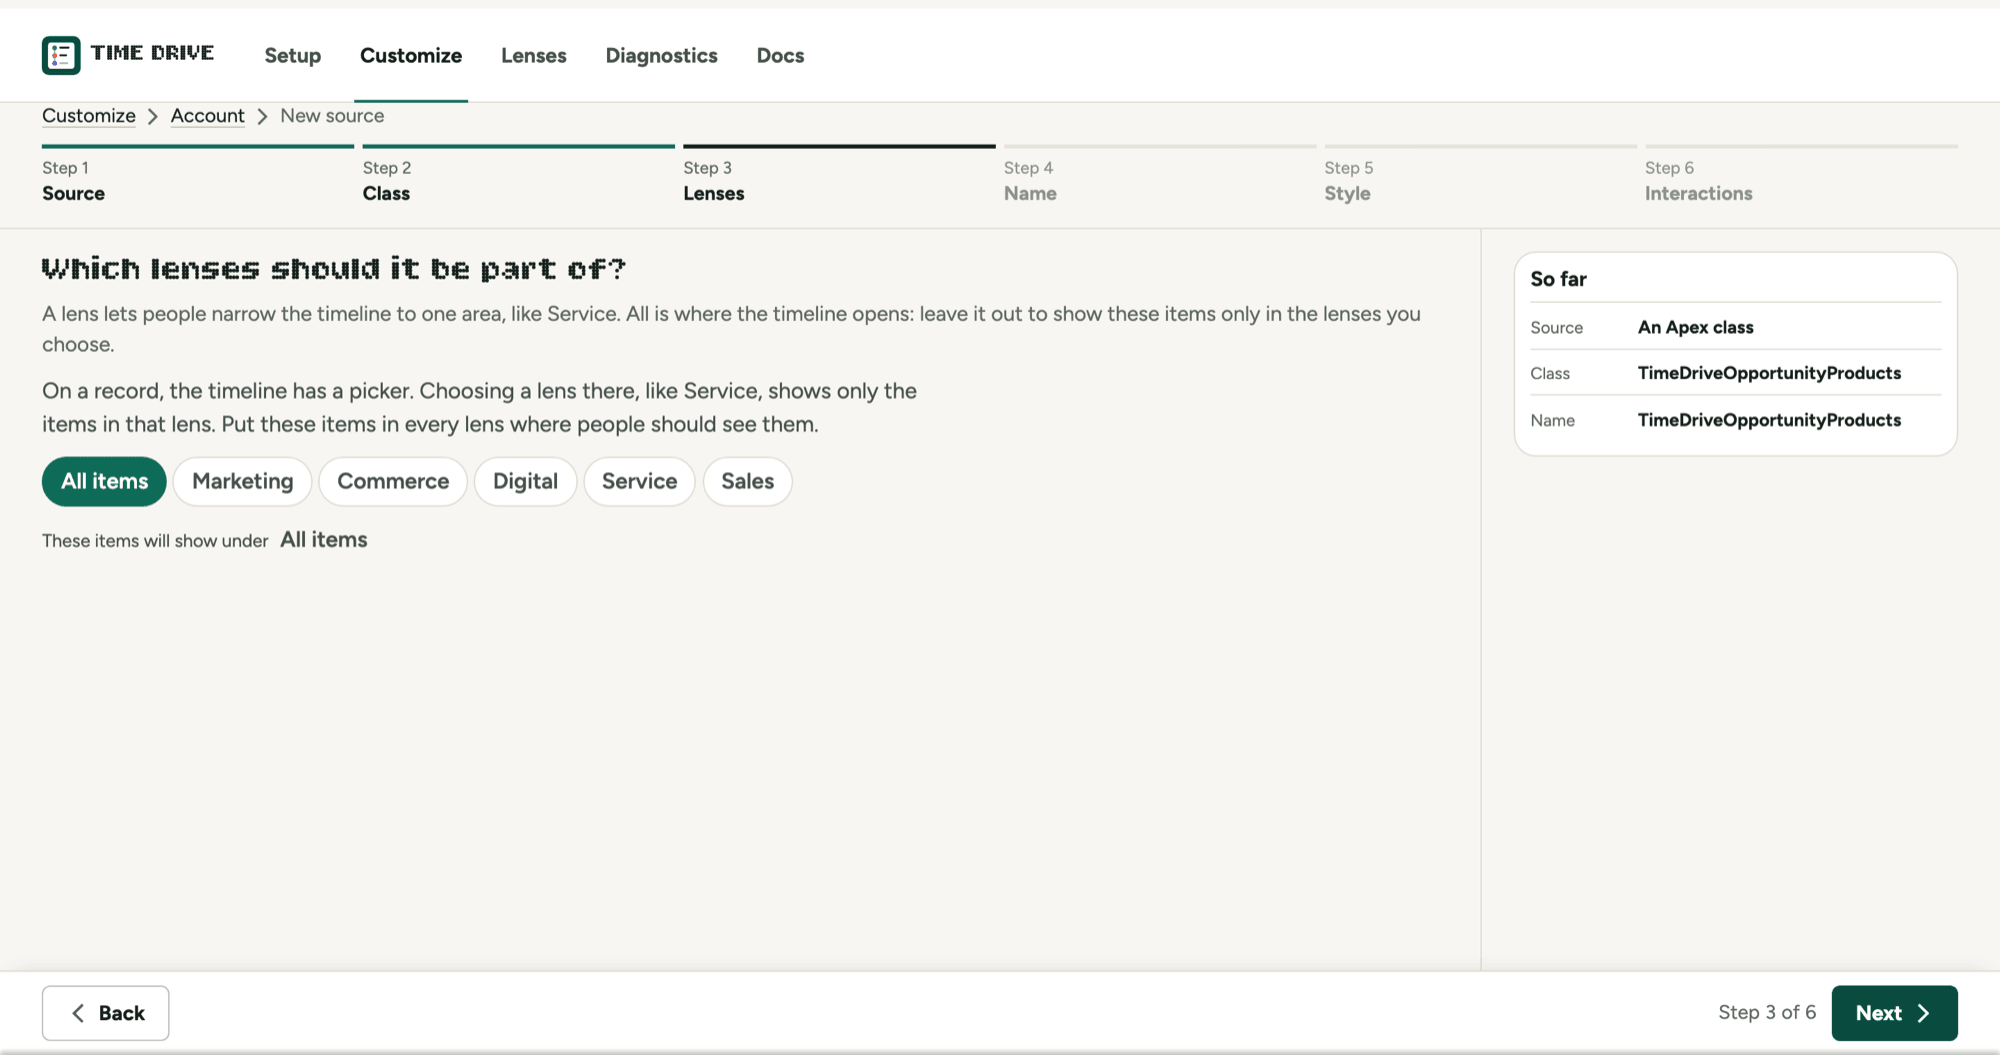 TIME DRIVE
Setup
Customize
Lenses
Diagnostics
Docs
Customize > Account > New source
Step 1
Source
Step 2
Class
Step 3
Lenses
Step 4
Name
Step 5
Style
Step 6
Interactions
Which lenses should it be part of?
A lens lets people narrow the timeline to one area, like Service. All is where the timeline opens: leave it out to show these items only in the lenses you
choose.
On a record, the timeline has a picker. Choosing a lens there, like Service, shows only the
items in that lens. Put these items in every lens where people should see them.
All items
Marketing
Commerce
Digital
Service
Sales
These items will show under All items
So far
Source An Apex class
Class TimeDriveOpportunityProducts
Name TimeDriveOpportunityProducts
Back
Step 3 of 6
Next